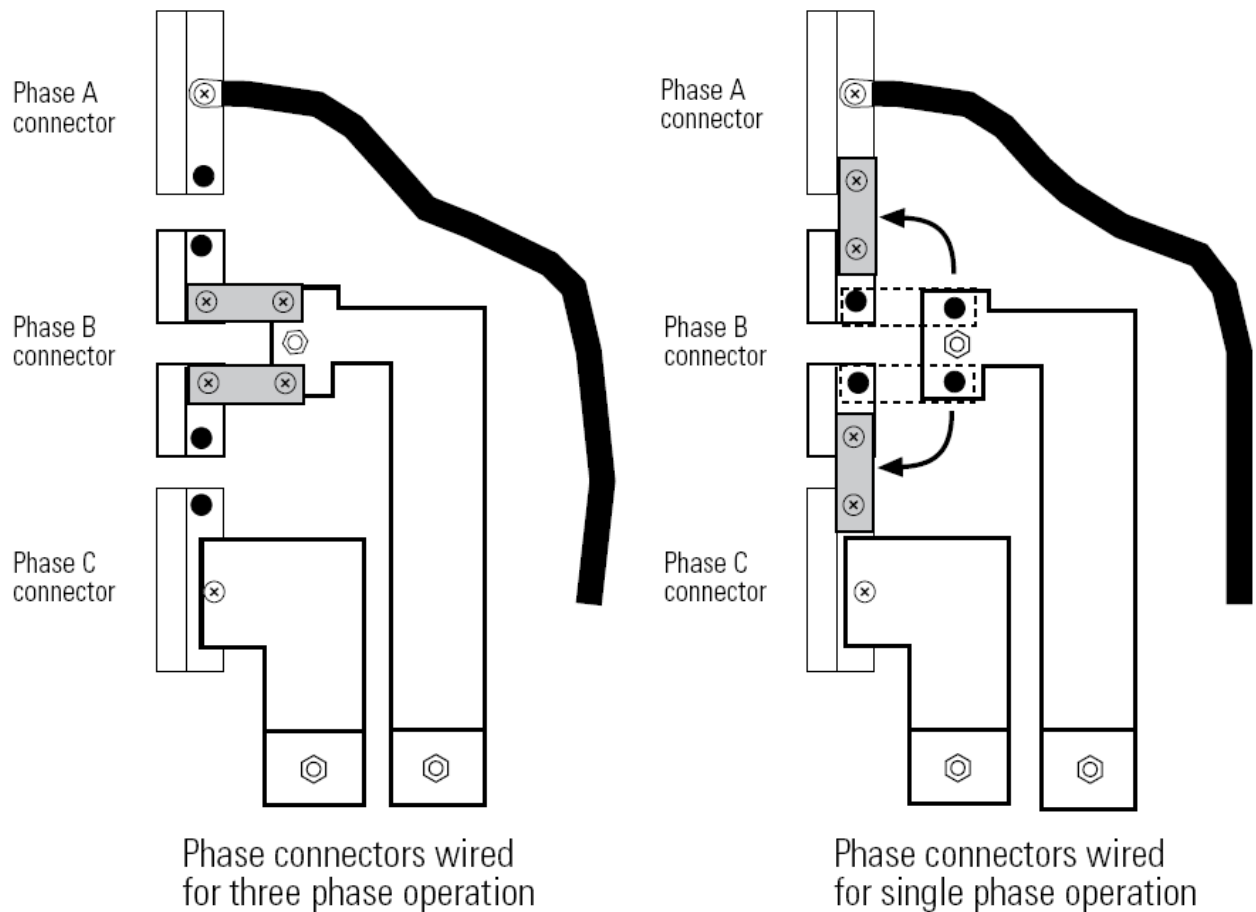 Phase A
connector
Phase B
connector
Phase C
connector
Phase connectors wired
for three phase operation
Phase A
connector
Phase B
connector
Phase C
connector
Phase connectors wired
for single phase operation